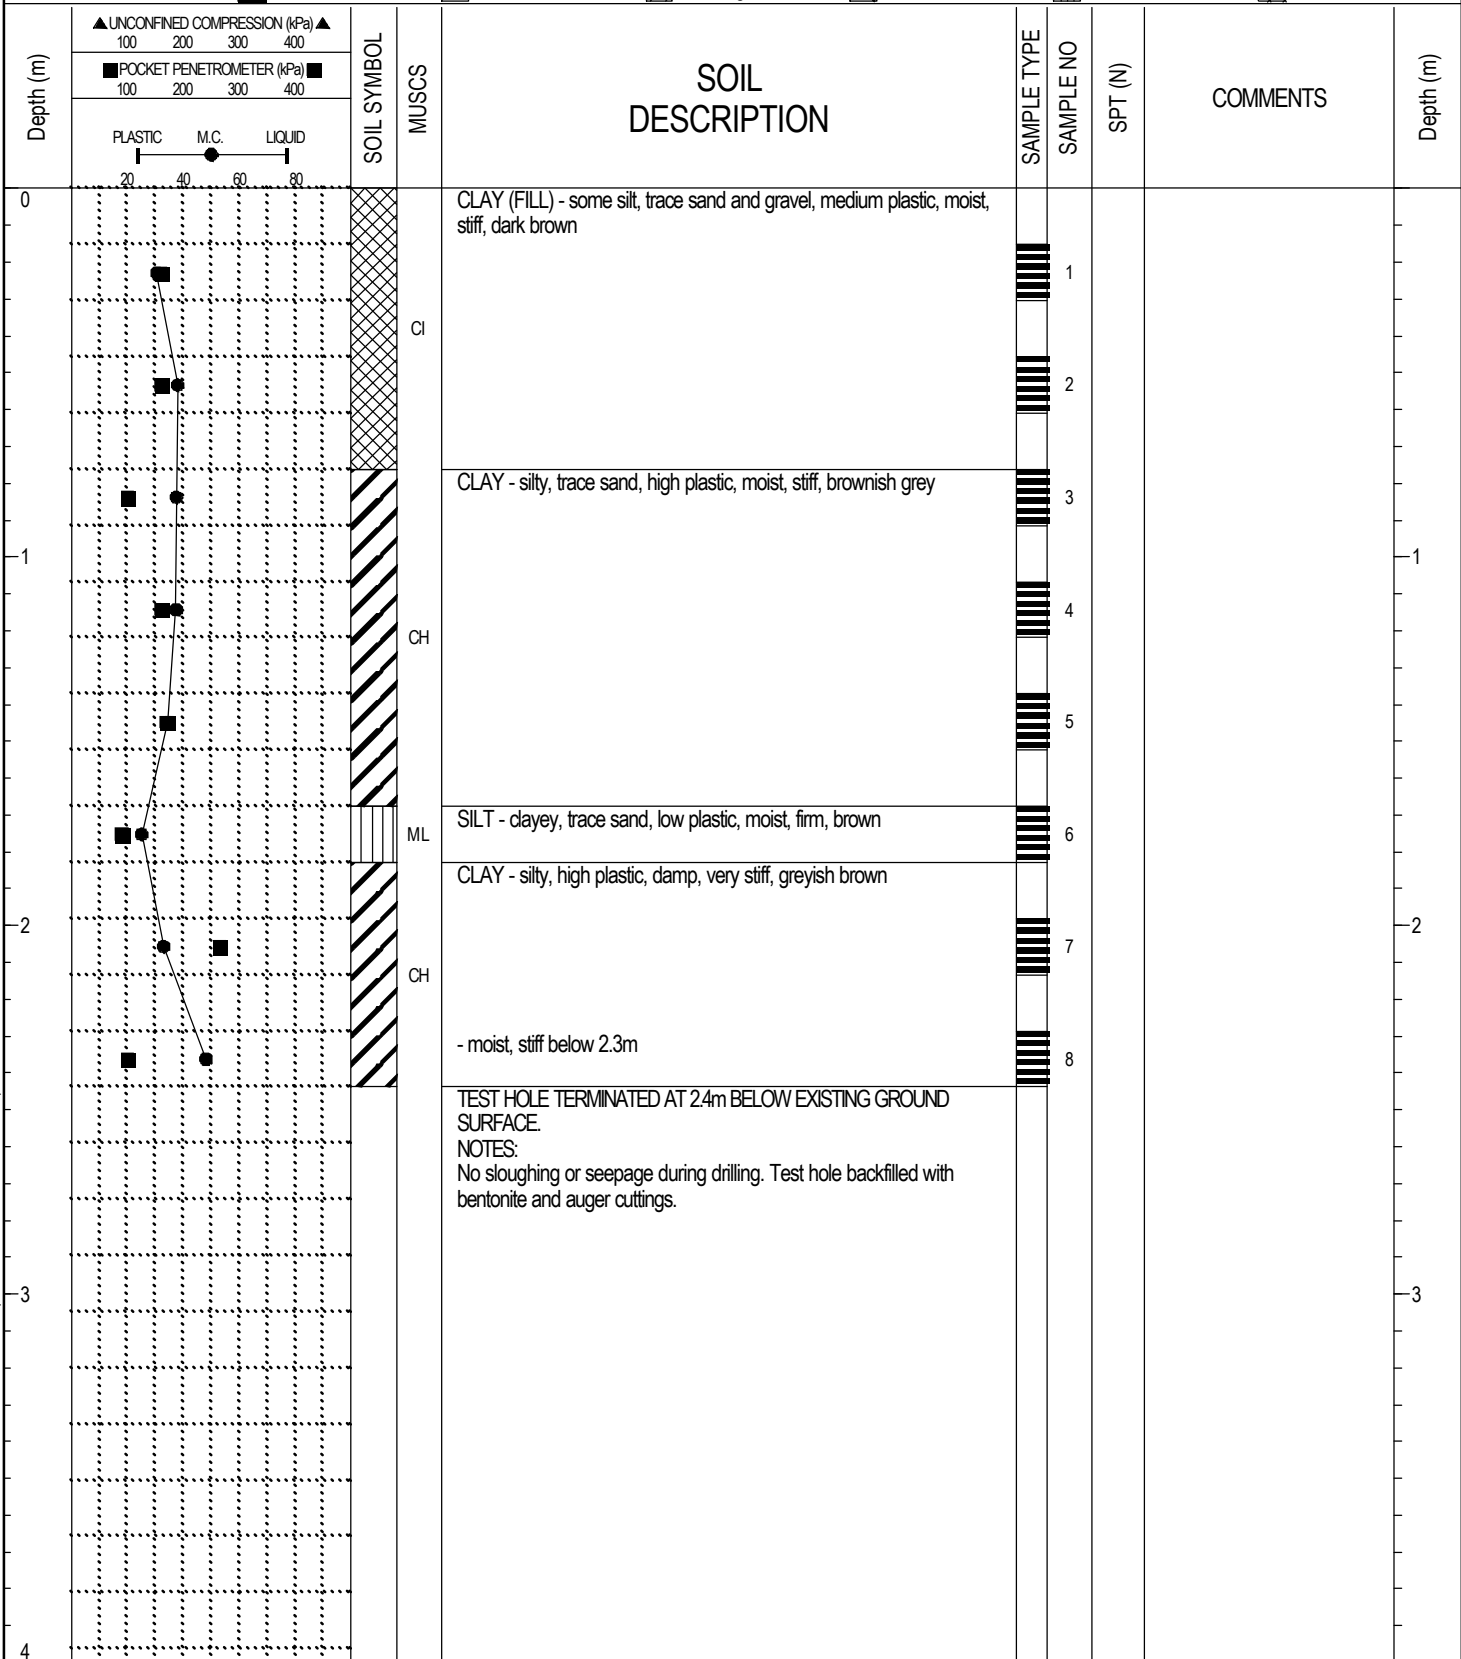 ▲UNCONFINED COMPRESSION (kPa)▲
100 200 300 400
■POCKET PENETROMETER (kPa)■
100 200 300 400
PLASTIC M.C. LIQUID
20 40 60 80
Depth (m)
SOIL SYMBOL
MUSCS
SOIL
DESCRIPTION
SAMPLE TYPE
SAMPLE NO
SPT (N)
COMMENTS
Depth (m)
0
CLAY (FILL) - some silt, trace sand and gravel, medium plastic, moist,
stiff, dark brown
1
CI
2
CLAY - silty, trace sand, high plastic, moist, stiff, brownish grey
3
1
1
4
CH
5
SILT - clayey, trace sand, low plastic, moist, firm, brown
ML
6
CLAY - silty, high plastic, damp, very stiff, greyish brown
2
2
7
CH
- moist, stiff below 2.3m
8
TEST HOLE TERMINATED AT 2.4m BELOW EXISTING GROUND
SURFACE.
NOTES:
No sloughing or seepage during drilling. Test hole backfilled with
bentonite and auger cuttings.
3
3
4